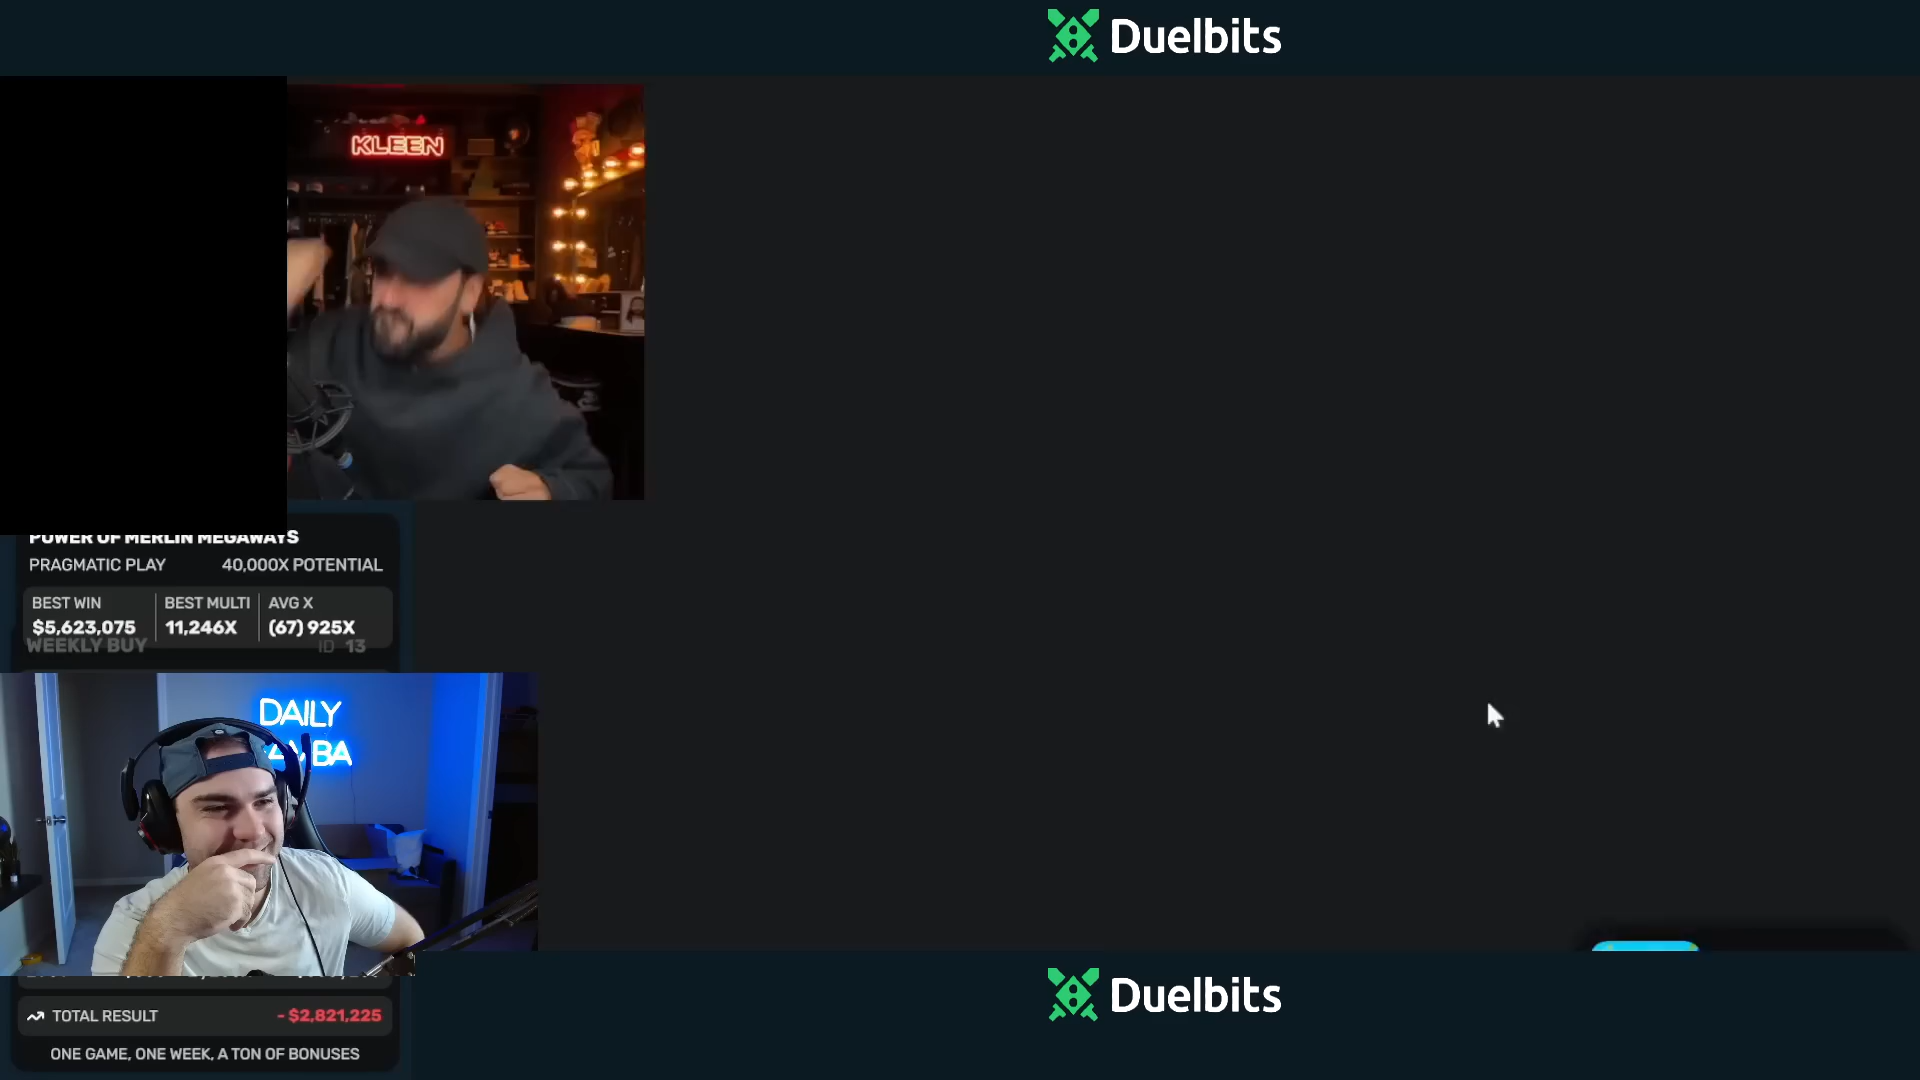 Duelbits
KLEEN
POWER OF MERLIN MEGAWAYS
PRAGMATIC PLAY 40,000X POTENTIAL
BEST WIN BEST MULTI AVG X
$5,623,075 11,246X (67) 925X
WEEKLY BUY ID 13
DAILY
BA
TOTAL RESULT - $2,821,225
ONE GAME, ONE WEEK, A TON OF BONUSES
Duelbits